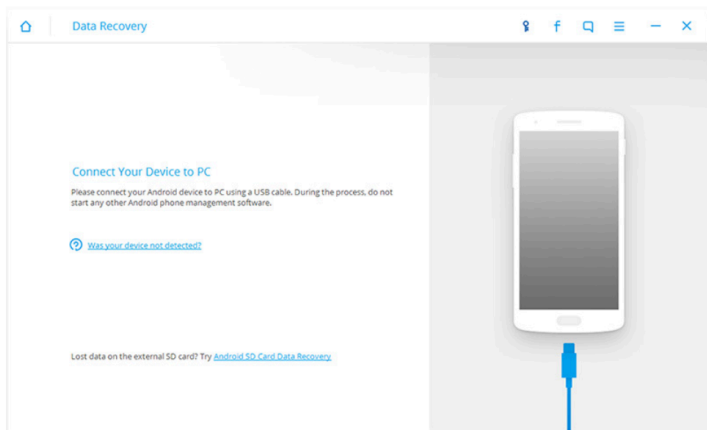 Data Recovery
Connect Your Device to PC
Please connect your Android device to PC using a USB cable. During the process, do not
start any other Android phone management software.
Was your device not detected?
Lost data on the external SD card? Try Android SD Card Data Recovery